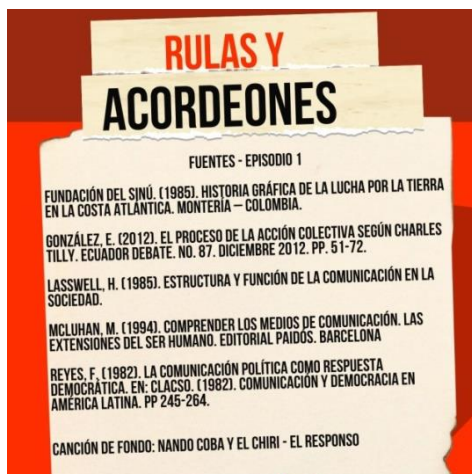 RULAS Y
ACORDEONES
FUENTES - EPISODIO 1
FUNDACIÓN DEL SINÚ. (1985). HISTORIA GRÁFICA DE LA LUCHA POR LA TIERRA
EN LA COSTA ATLÁNTICA. MONTERÍA – COLOMBIA.
GONZÁLEZ, E. (2012). EL PROCESO DE LA ACCIÓN COLECTIVA SEGÚN CHARLES
TILLY. ECUADOR DEBATE. NO. 87. DICIEMBRE 2012. PP. 51-72.
LASSWELL, H. (1985). ESTRUCTURA Y FUNCIÓN DE LA COMUNICACIÓN EN LA
SOCIEDAD.
MCLUHAN, M. (1994). COMPRENDER LOS MEDIOS DE COMUNICACIÓN. LAS
EXTENSIONES DEL SER HUMANO. EDITORIAL PAIDÓS. BARCELONA
REYES, F. (1982). LA COMUNICACIÓN POLÍTICA COMO RESPUESTA
DEMOCRÁTICA. EN: CLACSO. (1982). COMUNICACIÓN Y DEMOCRACIA EN
AMÉRICA LATINA. PP 245-264.
CANCIÓN DE FONDO: NANDO COBA Y EL CHIRI - EL RESPONSO